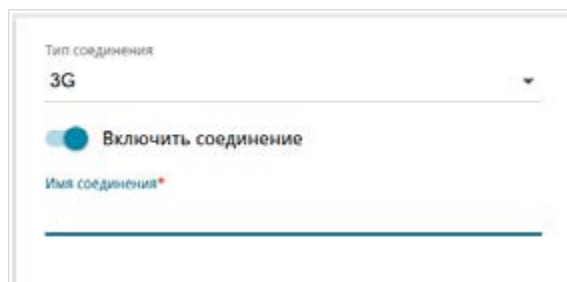 Тип соединения
3G
Включить соединение
Имя соединения*